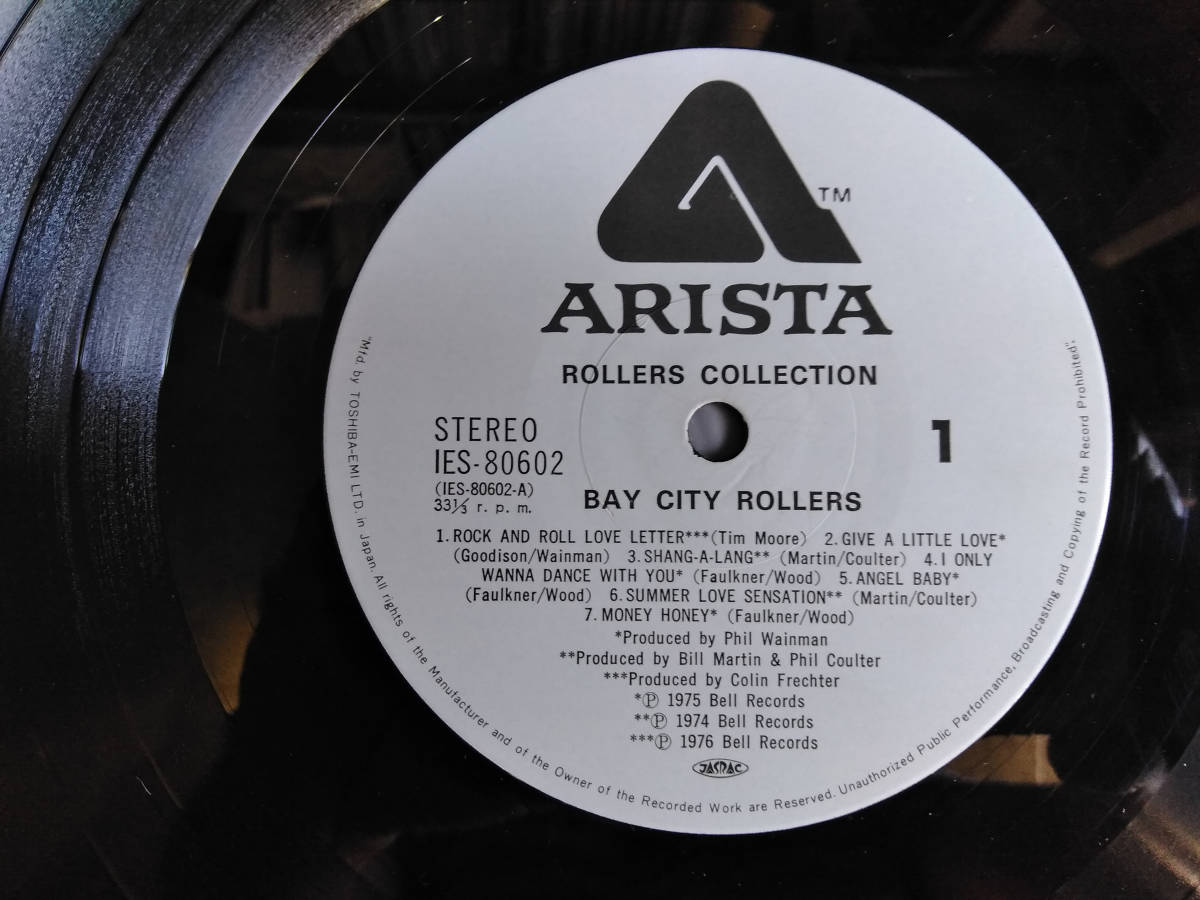 TM
ARISTA
ROLLERS COLLECTION
STEREO
IES-80602
(IES-80602-A)
33⅓ r. p. m.
1
BAY CITY ROLLERS
1. ROCK AND ROLL LOVE LETTER*** (Tim Moore) 2. GIVE A LITTLE LOVE*
(Goodison/Wainman) 3. SHANG-A-LANG** (Martin/Coulter) 4. I ONLY
WANNA DANCE WITH YOU* (Faulkner/Wood) 5. ANGEL BABY*
(Faulkner/Wood) 6. SUMMER LOVE SENSATION** (Martin/Coulter)
7. MONEY HONEY* (Faulkner/Wood)
*Produced by Phil Wainman
**Produced by Bill Martin & Phil Coulter
***Produced by Colin Frechter
*Ⓟ 1975 Bell Records
**Ⓟ 1974 Bell Records
***Ⓟ 1976 Bell Records
JASRAC
"Mfd. by TOSHIBA-EMI LTD. in Japan. All rights of the Manufacturer and of the Owner of the Recorded Work are Reserved. Unauthorized Public Performance, Broadcasting and Copying of the Record Prohibited".